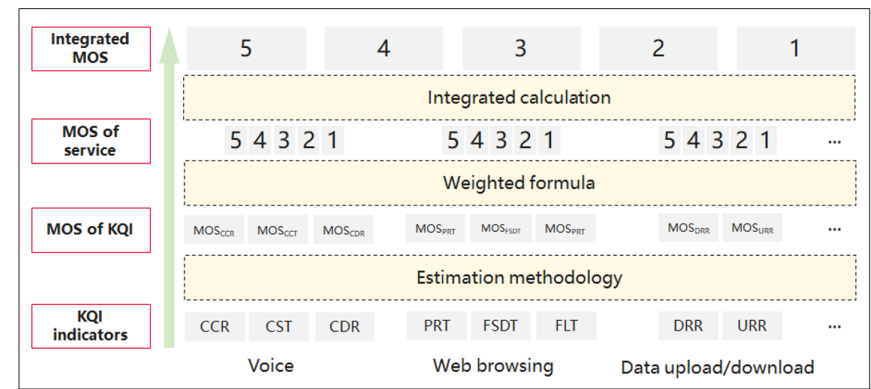 Integrated
MOS
5 4 3 2 1
Integrated calculation
MOS of
service
5 4 3 2 1 5 4 3 2 1 5 4 3 2 1 ...
Weighted formula
MOS of KQI
MOSCCR MOSCCT MOSCDR MOSPRT MOSFSDT MOSPRT MOSDRR MOSURR ...
Estimation methodology
KQI
indicators
CCR CST CDR PRT FSDT FLT DRR URR ...
Voice Web browsing Data upload/download